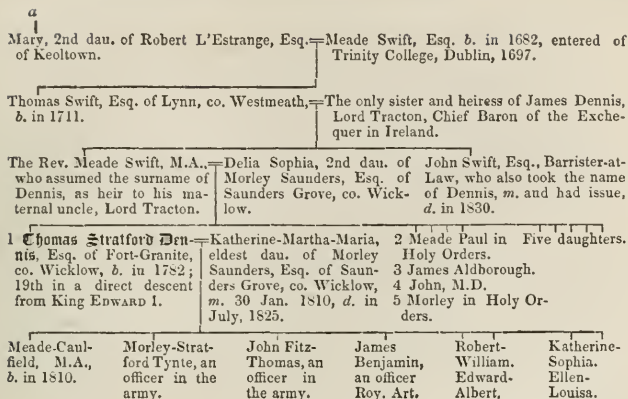 a
Mary, 2nd dau. of Robert L'Estrange, Esq.
of Keoltown.
Meade Swift, Esq. b. in 1682, entered of
Trinity College, Dublin, 1697.
Thomas Swift, Esq. of Lynn, co. Westmeath,
b. in 1711.
The only sister and heiress of James Dennis,
Lord Tracton, Chief Baron of the Exche-
quer in Ireland.
The Rev. Meade Swift, M.A.,
who assumed the surname of
Dennis, as heir to his ma-
ternal uncle, Lord Tracton.
Delia Sophia, 2nd dau. of
Morley Saunders, Esq. of
Saunders Grove, co. Wick-
low.
John Swift, Esq., Barrister-at-
Law, who also took the name
of Dennis, m. and had issue,
d. in 1830.
1 Thomas Stratford Den-
nis, Esq. of Fort-Granite,
co. Wicklow, b. in 1782;
19th in a direct descent
from King EDWARD I.
Katherine-Martha-Maria,
eldest dau. of Morley
Saunders, Esq. of Saun-
ders Grove, co. Wicklow,
m. 30 Jan. 1810, d. in
July, 1825.
2 Meade Paul in
Holy Orders.
3 James Aldborough.
4 John, M.D.
5 Morley in Holy Or-
ders.
Five daughters.
Meade-Caul-
field, M.A.,
b. in 1810.
Morley-Strat-
ford Tynte, an
officer in the
army.
John Fitz-
Thomas, an
officer in
the army.
James
Benjamin,
an officer
Roy. Art.
Robert-
William.
Edward-
Albert,
Katherine-
Sophia.
Ellen-
Louisa.